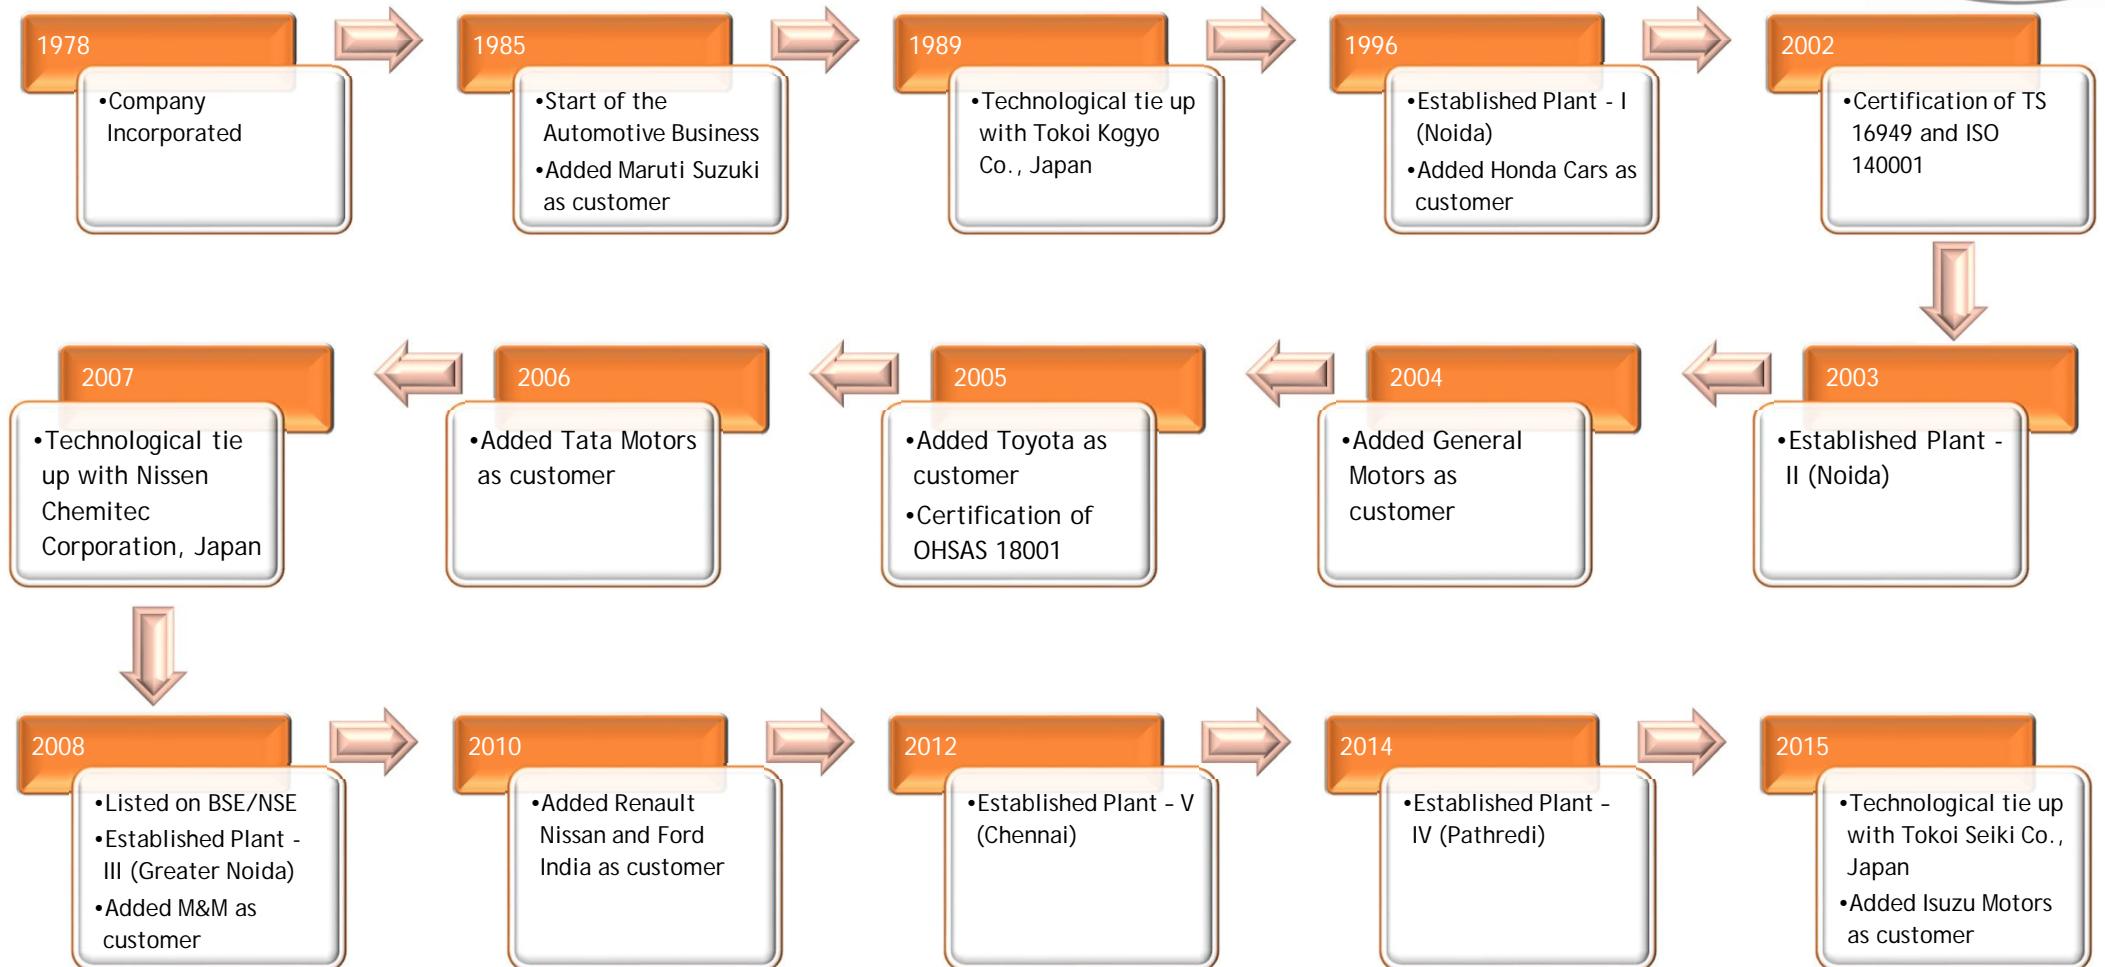 1978
•Company
Incorporated
1985
•Start of the
Automotive Business
•Added Maruti Suzuki
as customer
1989
•Technological tie up
with Tokoi Kogyo
Co., Japan
1996
•Established Plant - I
(Noida)
•Added Honda Cars as
customer
2002
•Certification of TS
16949 and ISO
140001
2003
•Established Plant -
II (Noida)
2004
•Added General
Motors as
customer
2005
•Added Toyota as
customer
•Certification of
OHSAS 18001
2006
•Added Tata Motors
as customer
2007
•Technological tie
up with Nissen
Chemitec
Corporation, Japan
2008
•Listed on BSE/NSE
•Established Plant -
III (Greater Noida)
•Added M&M as
customer
2010
•Added Renault
Nissan and Ford
India as customer
2012
•Established Plant – V
(Chennai)
2014
•Established Plant –
IV (Pathredi)
2015
•Technological tie up
with Tokoi Seiki Co.,
Japan
•Added Isuzu Motors
as customer